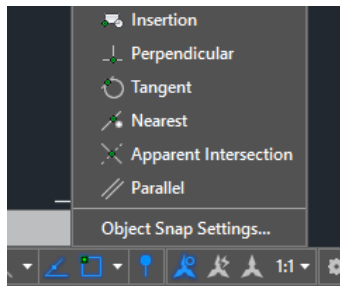 Insertion
Perpendicular
Tangent
Nearest
Apparent Intersection
Parallel
Object Snap Settings...
1:1